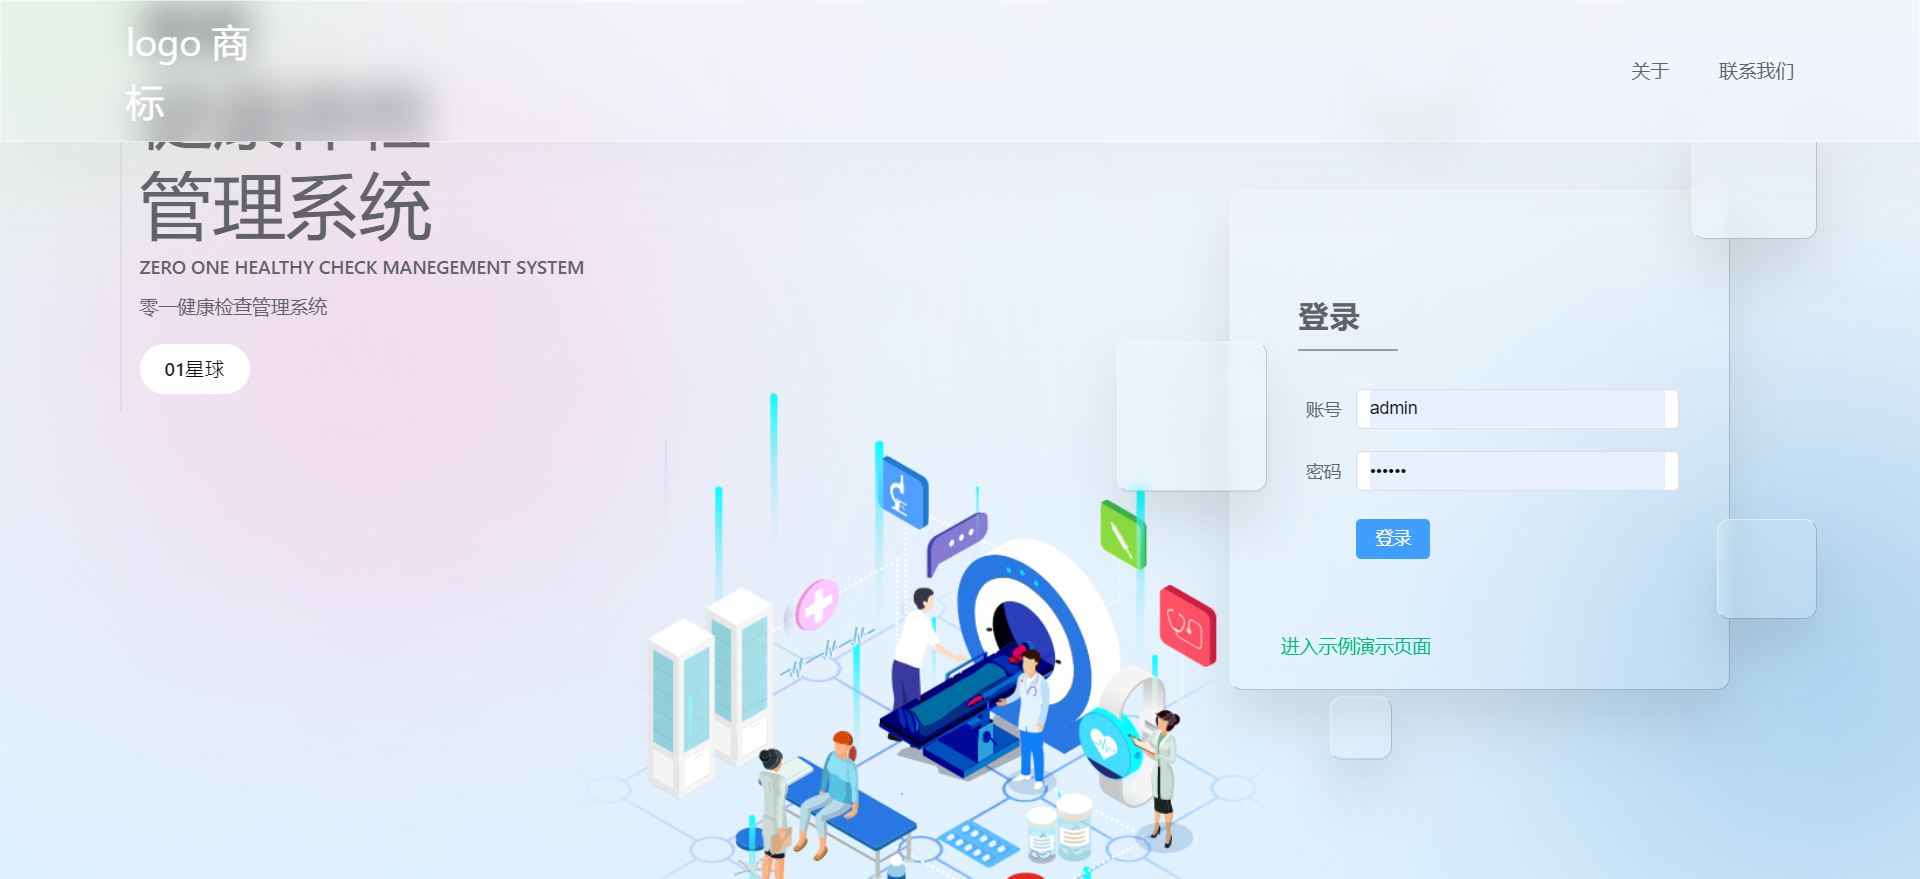 logo 商
标
关于
联系我们
管理系统
ZERO ONE HEALTHY CHECK MANEGEMENT SYSTEM
零一健康检查管理系统
01星球
登录
账号
admin
密码
••••••
登录
进入示例演示页面